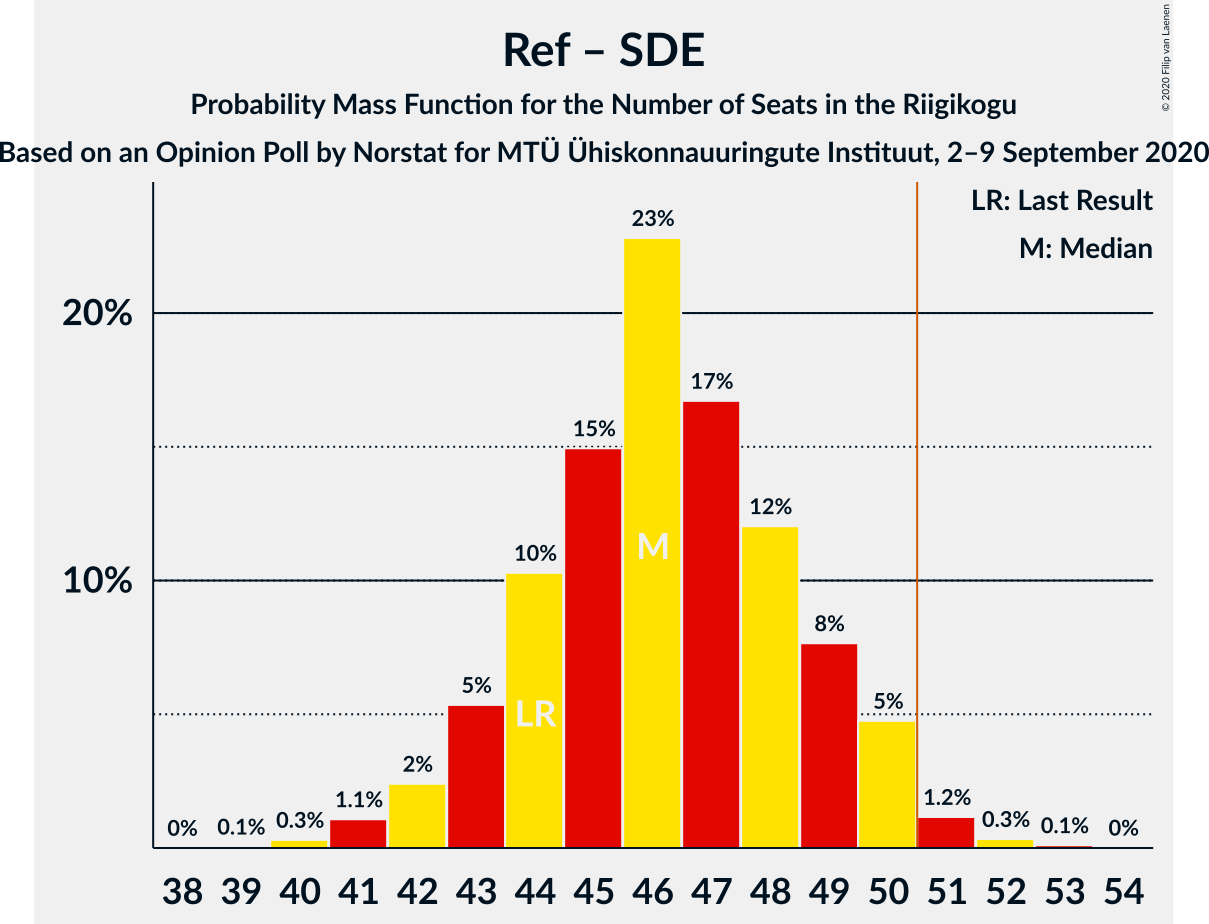 Ref – SDE
Probability Mass Function for the Number of Seats in the Riigikogu
Based on an Opinion Poll by Norstat for MTÜ Ühiskonnauuringute Instituut, 2–9 September 2020
© 2020 Filip van Laenen
LR: Last Result
M: Median
20%
10%
0%
0.1%
0.3%
1.1%
2%
5%
10%
15%
23%
17%
12%
8%
5%
1.2%
0.3%
0.1%
0%
LR
M
38 39 40 41 42 43 44 45 46 47 48 49 50 51 52 53 54